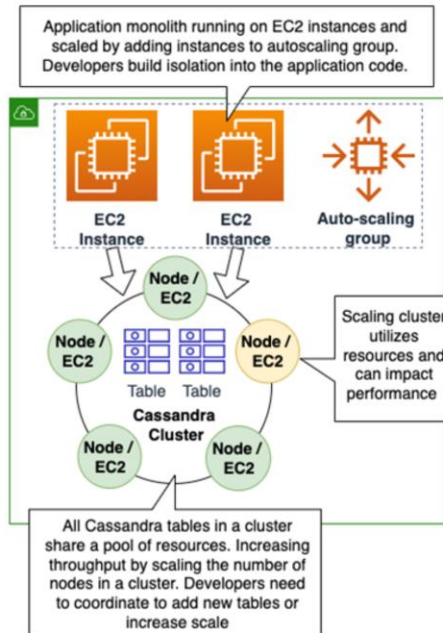 Application monolith running on EC2 instances and
scaled by adding instances to autoscaling group.
Developers build isolation into the application code.
EC2
Instance
EC2
Instance
Auto-scaling
group
Node /
EC2
Node /
EC2
Node /
EC2
Table
Table
Cassandra
Cluster
Node /
EC2
Node /
EC2
Scaling cluster
utilizes
resources and
can impact
performance
All Cassandra tables in a cluster
share a pool of resources. Increasing
throughput by scaling the number of
nodes in a cluster. Developers need
to coordinate to add new tables or
increase scale